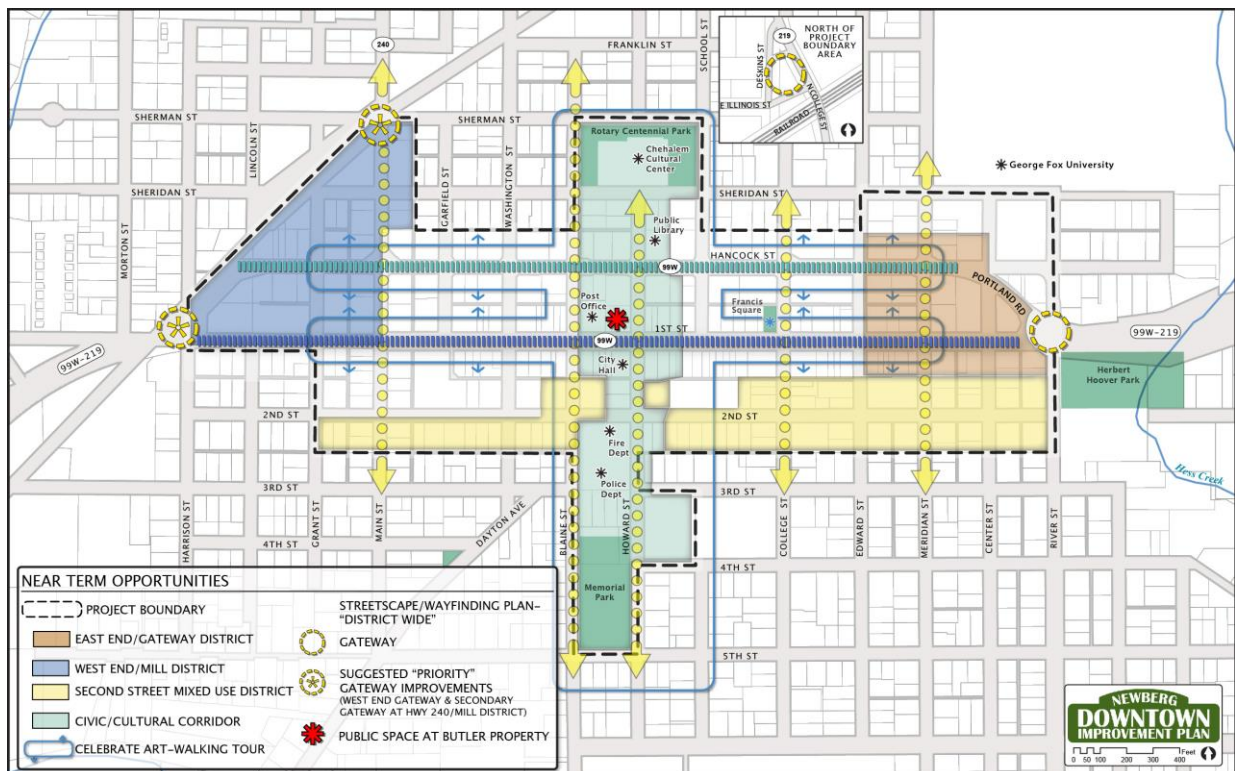 240
FRANKLIN ST
SCHOOL ST
219
NORTH OF
PROJECT
BOUNDARY
AREA
DESKINS ST
E ILLINOIS ST
N COLLEGE ST
RAILROAD
SHERMAN ST
SHERMAN ST
LINCOLN ST
Rotary Centennial Park
Chehalem
Cultural
Center
George Fox University
SHERIDAN ST
GARFIELD ST
WASHINGTON ST
SHERIDAN ST
MORTON ST
Public
Library
HANCOCK ST
99W
PORTLAND RD
Post
Office
Francis
Square
1ST ST
99W
99W-219
99W-219
City
Hall
Herbert
Hoover Park
2ND ST
2ND ST
Fire
Dept
Police
Dept
Hess Creek
3RD ST
3RD ST
HARRISON ST
GRANT ST
MAIN ST
DAYTON AVE
BLAINE ST
HOWARD ST
COLLEGE ST
EDWARD ST
MERIDIAN ST
CENTER ST
RIVER ST
4TH ST
4TH ST
Memorial
Park
5TH ST
NEAR TERM OPPORTUNITIES
PROJECT BOUNDARY
EAST END/GATEWAY DISTRICT
WEST END/MILL DISTRICT
SECOND STREET MIXED USE DISTRICT
CIVIC/CULTURAL CORRIDOR
CELEBRATE ART-WALKING TOUR
STREETSCAPE/WAYFINDING PLAN-
"DISTRICT WIDE"
GATEWAY
SUGGESTED "PRIORITY"
GATEWAY IMPROVEMENTS
(WEST END GATEWAY & SECONDARY
GATEWAY AT HWY 240/MILL DISTRICT)
PUBLIC SPACE AT BUTLER PROPERTY
NEWBERG
DOWNTOWN
IMPROVEMENT PLAN
Feet
0 50 100 200 300 400